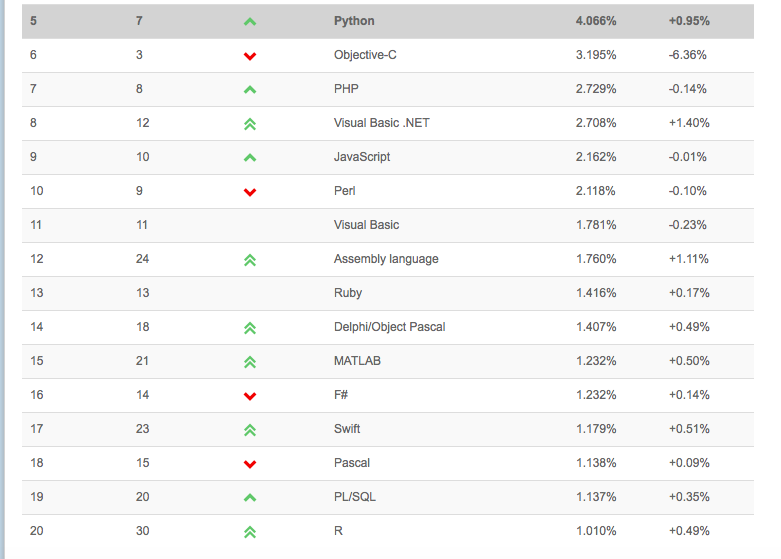 5 7 Python 4.066% +0.95%
6 3 Objective-C 3.195% -6.36%
7 8 PHP 2.729% -0.14%
8 12 Visual Basic .NET 2.708% +1.40%
9 10 JavaScript 2.162% -0.01%
10 9 Perl 2.118% -0.10%
11 11 Visual Basic 1.781% -0.23%
12 24 Assembly language 1.760% +1.11%
13 13 Ruby 1.416% +0.17%
14 18 Delphi/Object Pascal 1.407% +0.49%
15 21 MATLAB 1.232% +0.50%
16 14 F# 1.232% +0.14%
17 23 Swift 1.179% +0.51%
18 15 Pascal 1.138% +0.09%
19 20 PL/SQL 1.137% +0.35%
20 30 R 1.010% +0.49%